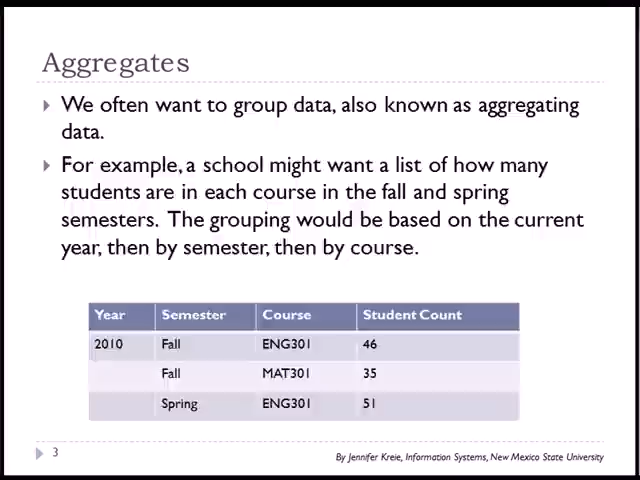 Aggregates
We often want to group data, also known as aggregating
data.
For example, a school might want a list of how many
students are in each course in the fall and spring
semesters. The grouping would be based on the current
year, then by semester, then by course.
Year Semester Course Student Count
2010 Fall ENG301 46
Fall MAT301 35
Spring ENG301 51
3
By Jennifer Kreie, Information Systems, New Mexico State University